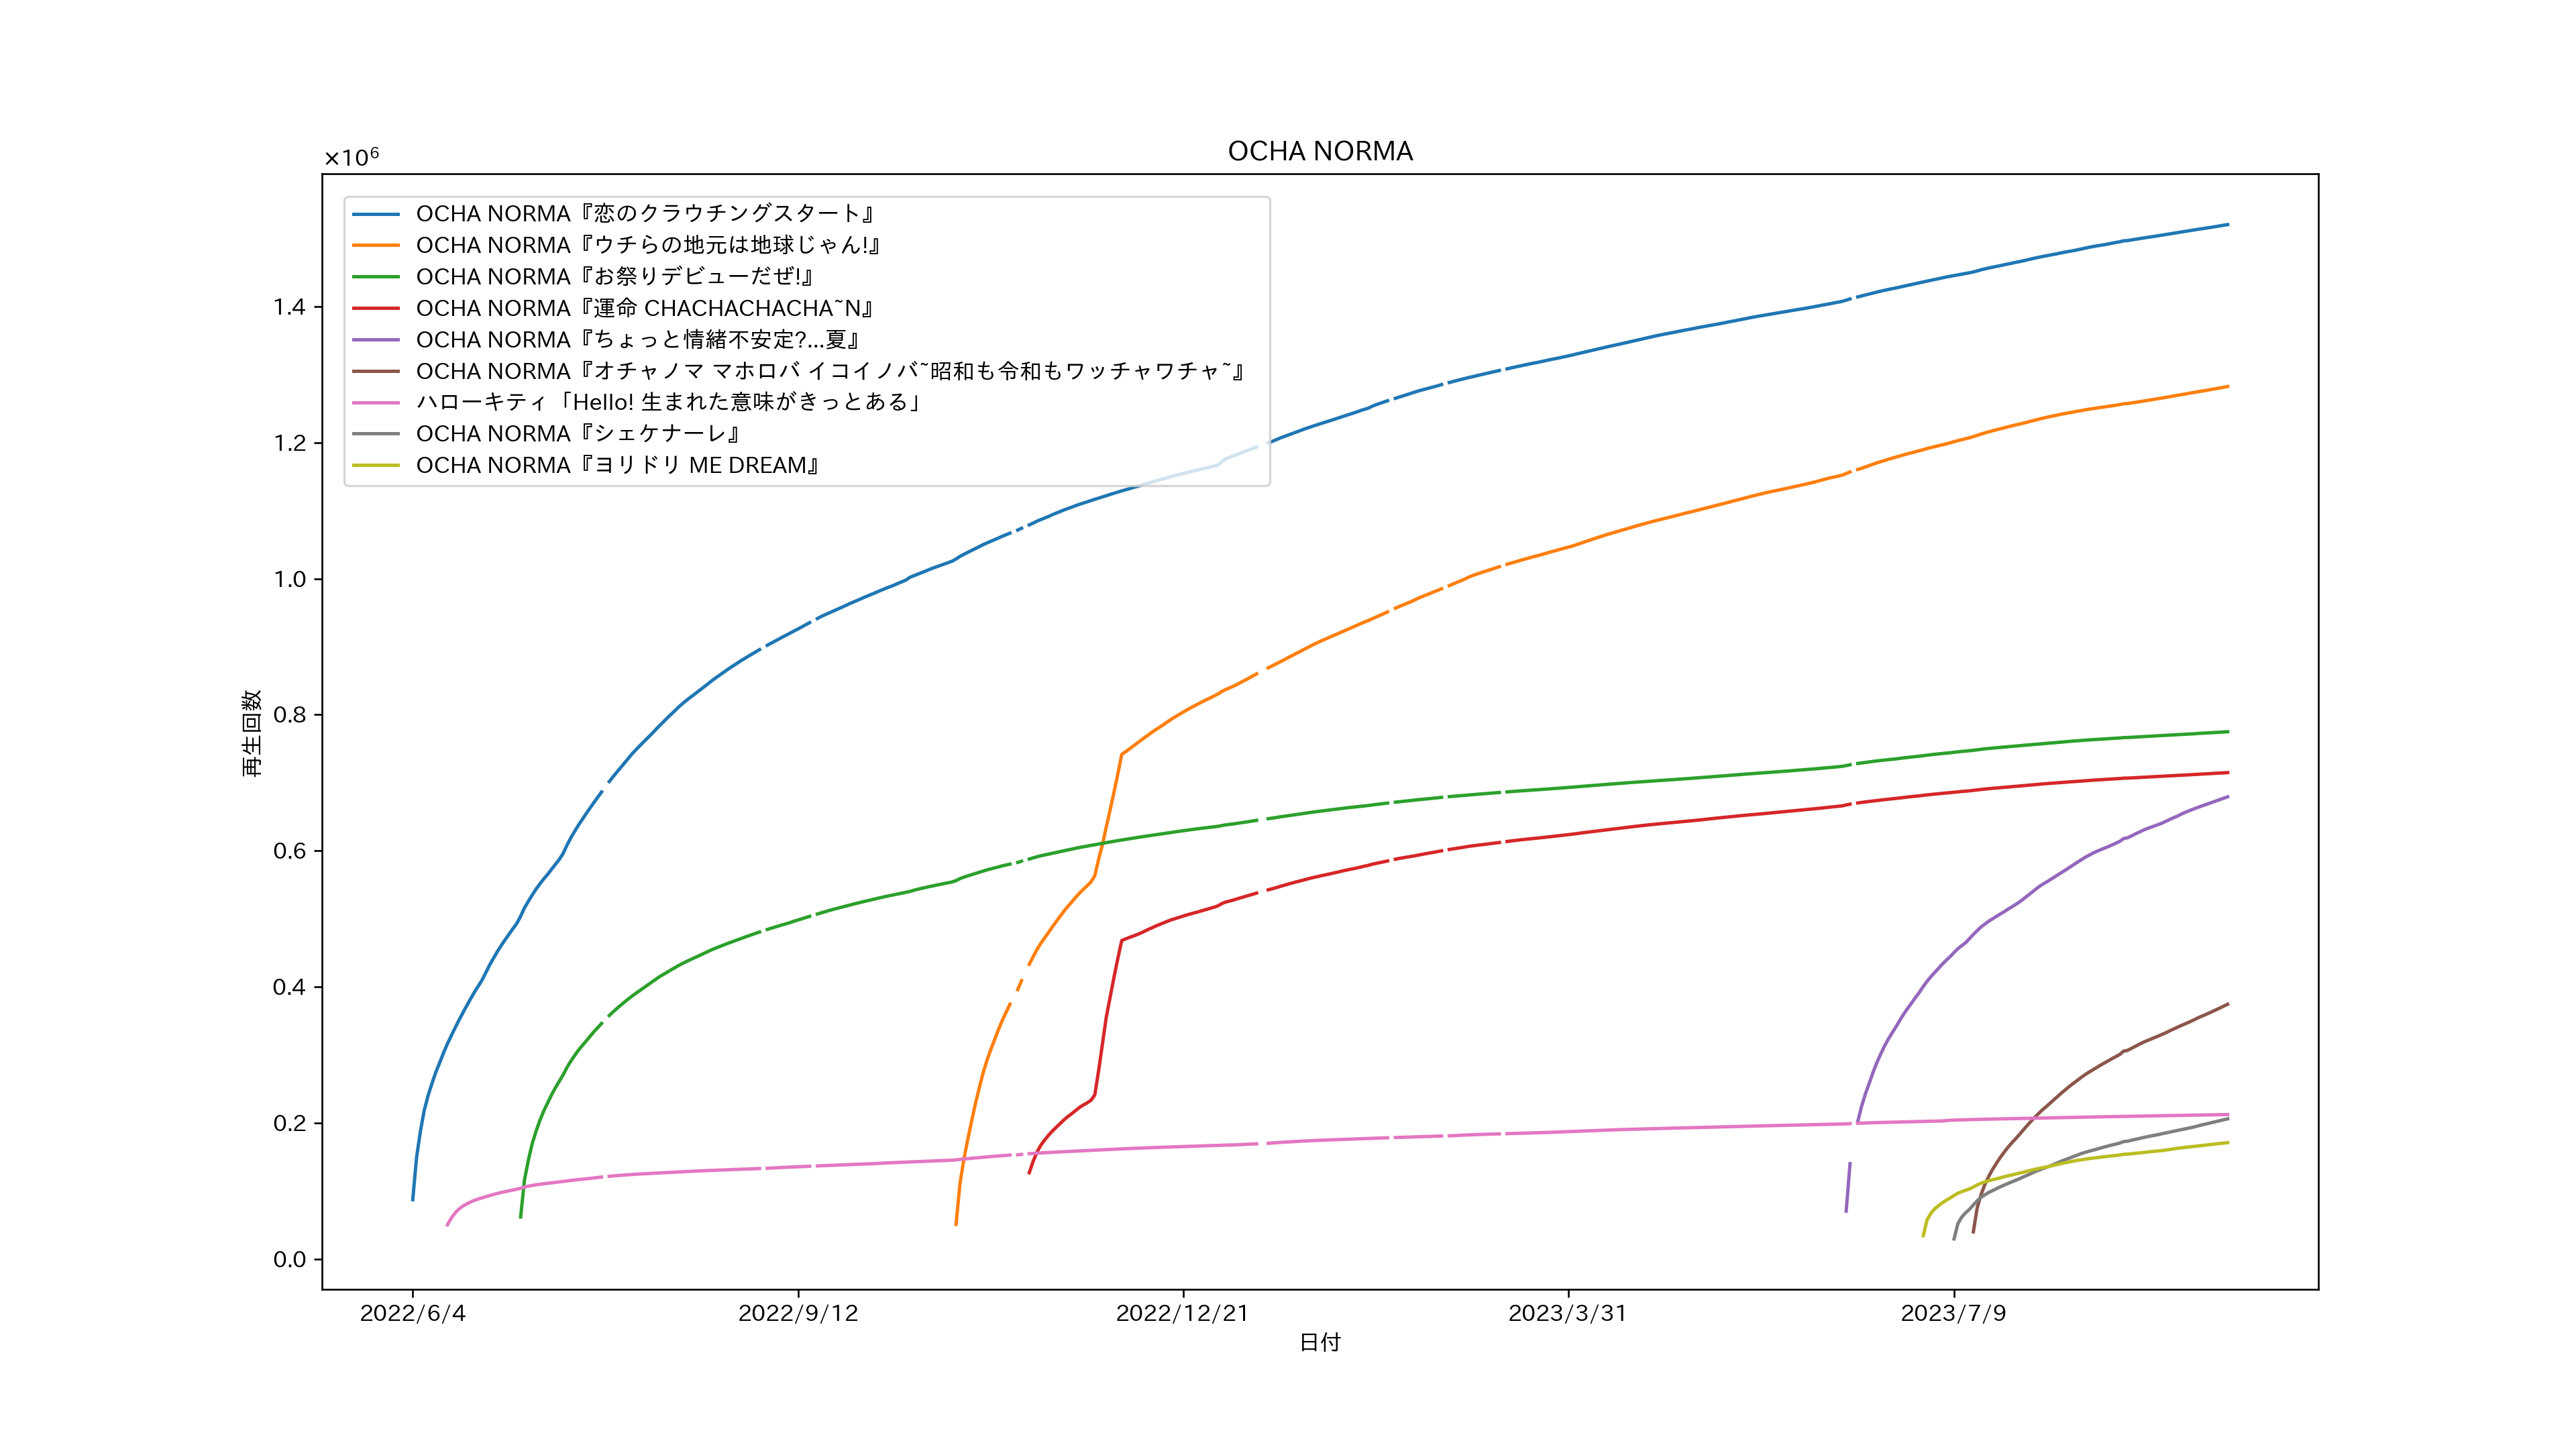 OCHA NORMA
×10⁶
OCHA NORMA『恋のクラウチングスタート』
OCHA NORMA『ウチらの地元は地球じゃん!』
OCHA NORMA『お祭りデビューだぜ!』
OCHA NORMA『運命 CHACHACHACHA~N』
OCHA NORMA『ちょっと情緒不安定?...夏』
OCHA NORMA『オチャノマ マホロバ イコイノバ~昭和も令和もワッチャワチャ~』
ハローキティ「Hello! 生まれた意味がきっとある」
OCHA NORMA『シェケナーレ』
OCHA NORMA『ヨリドリ ME DREAM』
1.4
1.2
1.0
0.8
0.6
0.4
0.2
0.0
再生回数
2022/6/4
2022/9/12
2022/12/21
2023/3/31
2023/7/9
日付